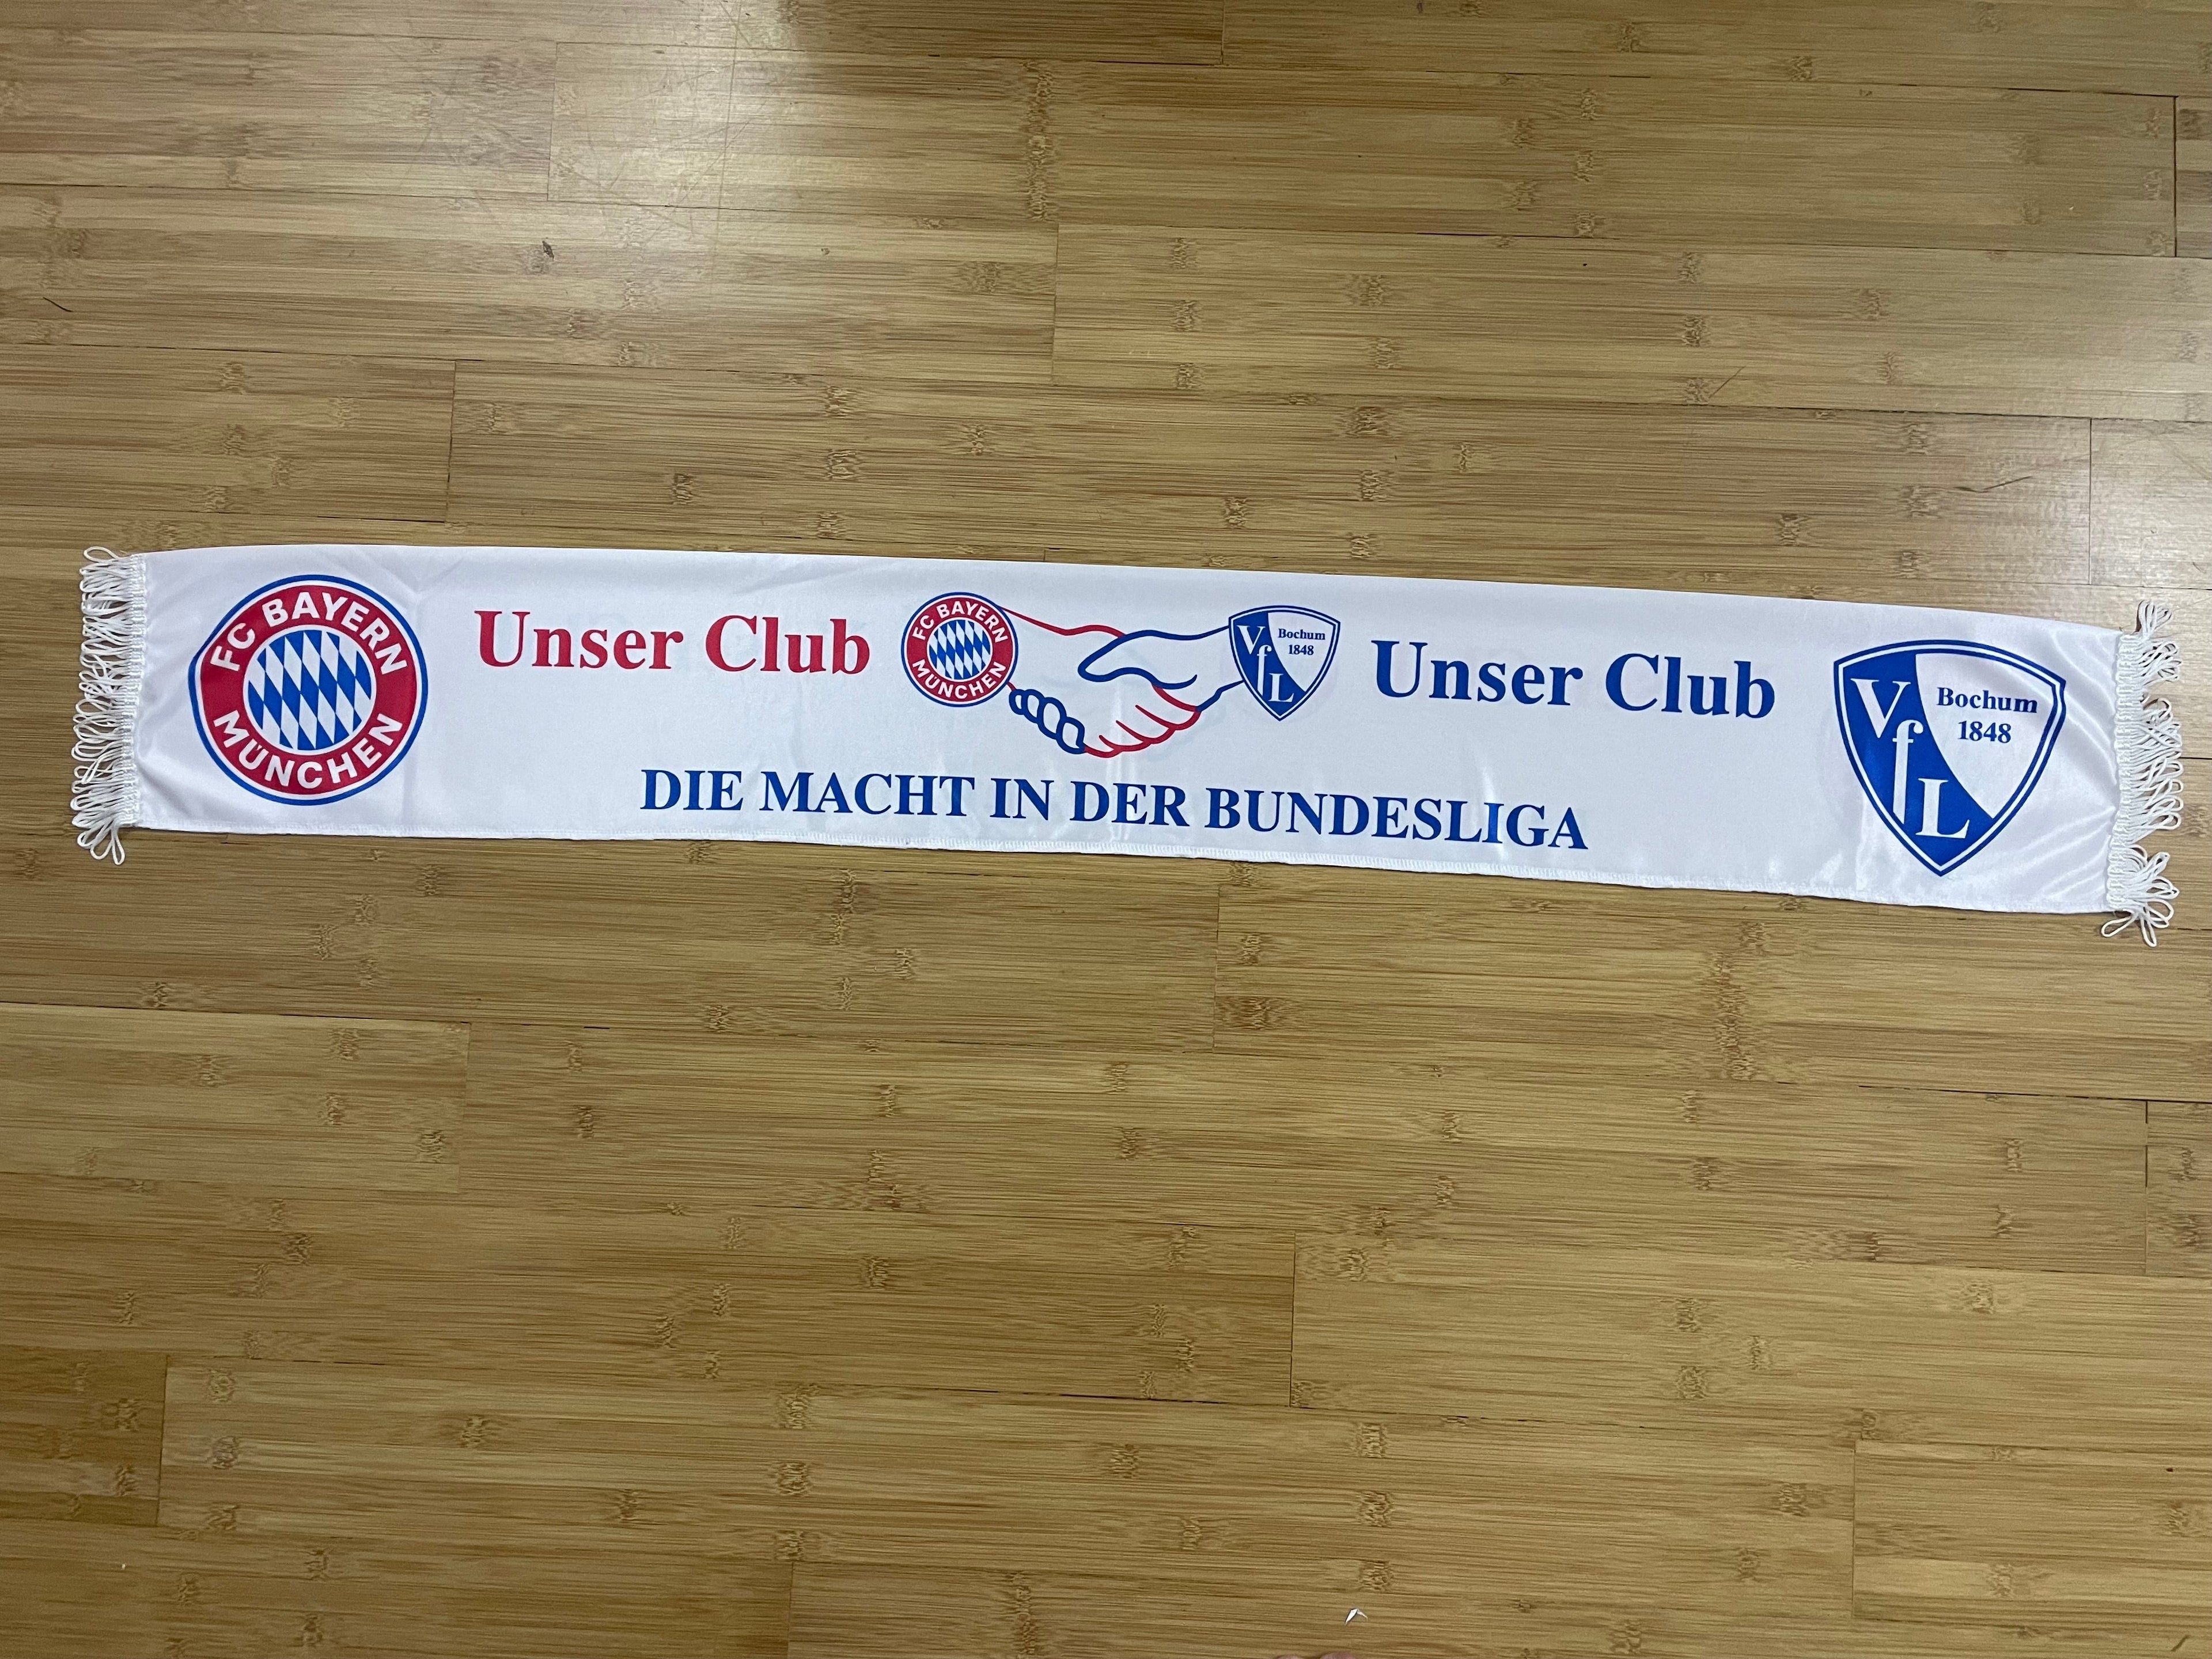 FC BAYERN
MÜNCHEN
Unser Club
FC BAYERN
MÜNCHEN
VfL
Bochum
1848
Unser Club
VfL
Bochum
1848
DIE MACHT IN DER BUNDESLIGA